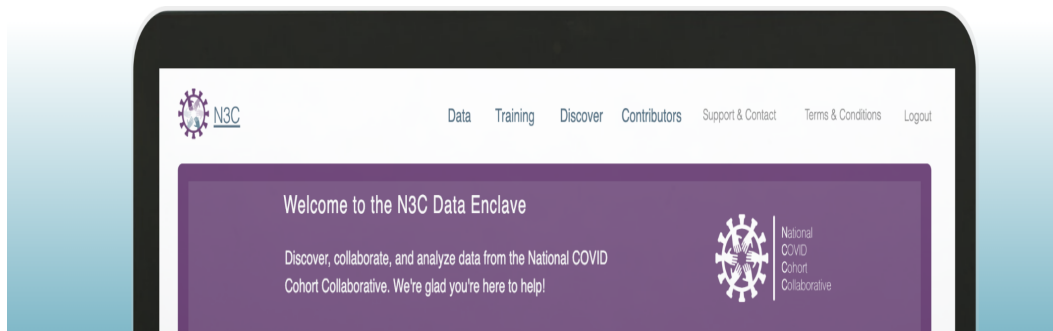 N3C
Data Training Discover Contributors Support & Contact Terms & Conditions Logout
Welcome to the N3C Data Enclave
Discover, collaborate, and analyze data from the National COVID
Cohort Collaborative. We're glad you're here to help!
National
COVID
Cohort
Collaborative